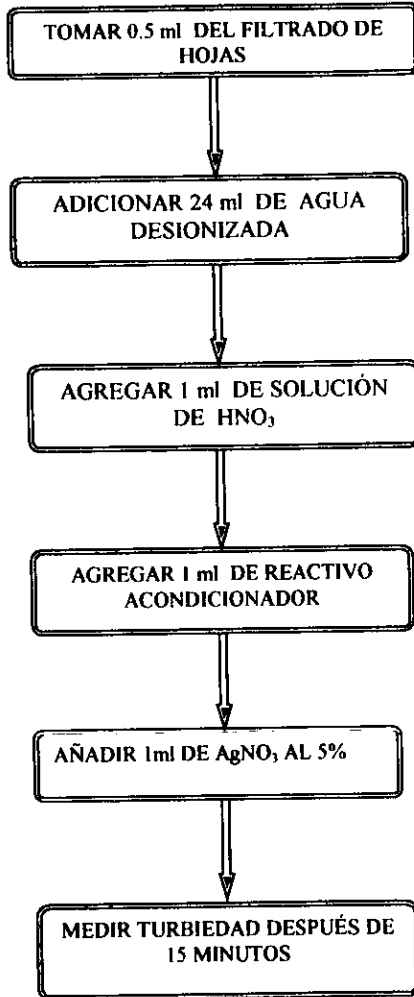 TOMAR 0.5 ml DEL FILTRADO DE
HOJAS
ADICIONAR 24 ml DE AGUA
DESIONIZADA
AGREGAR 1 ml DE SOLUCIÓN
DE HNO₃
AGREGAR 1 ml DE REACTIVO
ACONDICIONADOR
AÑADIR 1ml DE AgNO₃ AL 5%
MEDIR TURBIEDAD DESPUÉS DE
15 MINUTOS